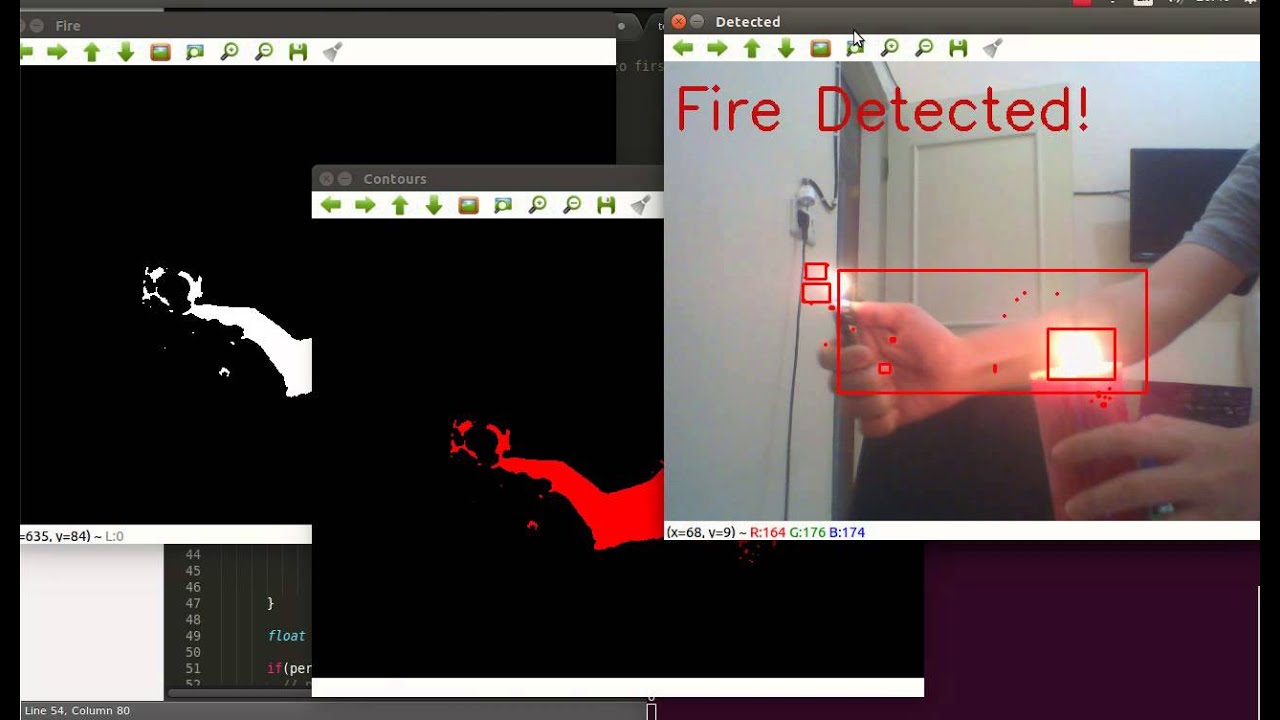 Fire
Detected
Fire Detected!
Contours
(x=68, y=9) ~ R:164 G:176 B:174
=635, y=84) ~ L:0
44
45
46
47 }
48
49 float
50
51 if(per
52
Line 54, Column 80